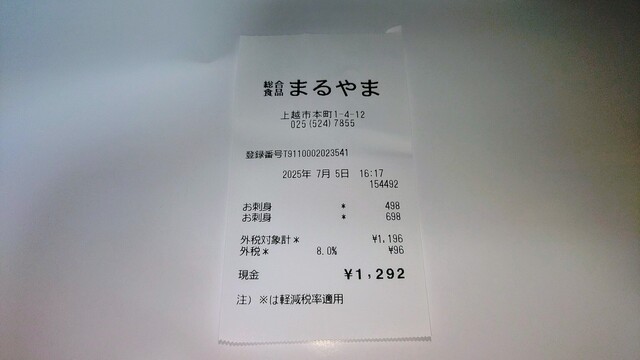 総合食品 まるやま
上越市本町1-4-12
025(524)7855
登録番号T9110002023541
2025年 7月 5日 16:17
154492
お刺身 * 498
お刺身 * 698
外税対象計* ¥1,196
外税* 8.0% ¥96
現金 ¥1,292
注) ※は軽減税率適用